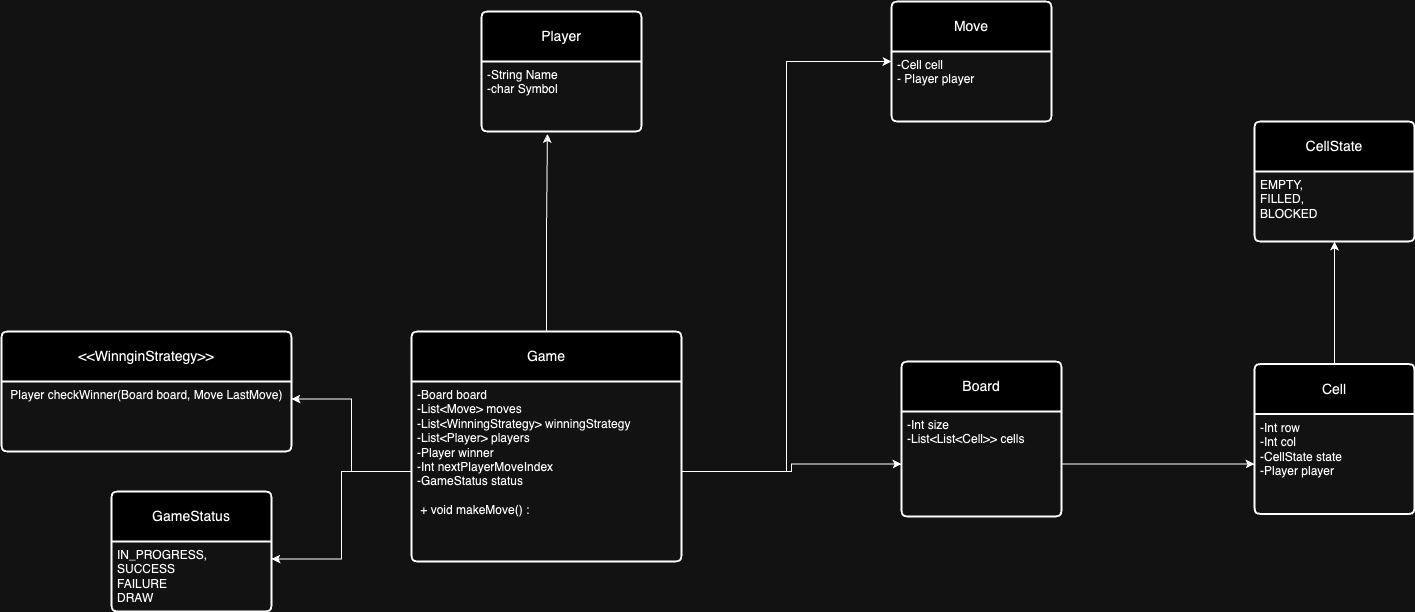 Player
-String Name
-char Symbol
Move
-Cell cell
- Player player
CellState
EMPTY,
FILLED,
BLOCKED
<<WinnginStrategy>>
Player checkWinner(Board board, Move LastMove)
Game
-Board board
-List<Move> moves
-List<WinningStrategy> winningStrategy
-List<Player> players
-Player winner
-Int nextPlayerMoveIndex
-GameStatus status
+ void makeMove() :
Board
-Int size
-List<List<Cell>> cells
Cell
-Int row
-Int col
-CellState state
-Player player
GameStatus
IN_PROGRESS,
SUCCESS
FAILURE
DRAW